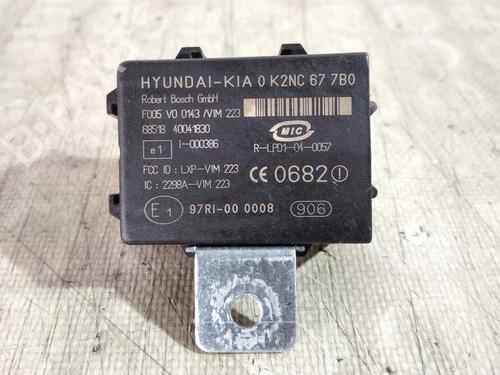 HYUNDAI-KIA 0 K2NC 67 7B0
Robert Bosch GmbH
F005 V0 0143 /VIM 223
68518 40041830
e1 I-000386
MIC
R-LPD1-04-0057
FCC ID : LXP-VIM 223
IC : 2298A-VIM 223
CE 0682 !
E1 97RI-00 0008 906